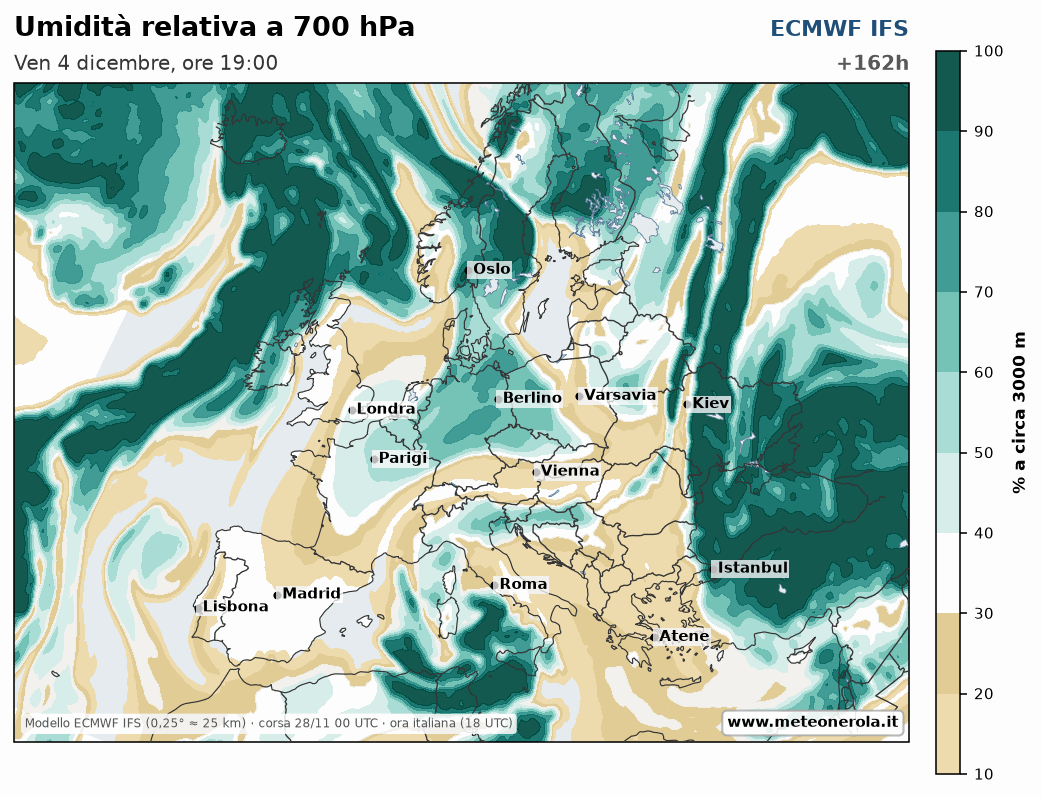 Umidità relativa a 700 hPa
ECMWF IFS
Ven 4 dicembre, ore 19:00
+162h
100
90
80
70
60
50
40
30
20
10
% a circa 3000 m
Oslo
Berlino
Varsavia
Kiev
Londra
Parigi
Vienna
Istanbul
Roma
Madrid
Lisbona
Atene
Modello ECMWF IFS (0,25° ≈ 25 km) · corsa 28/11 00 UTC · ora italiana (18 UTC)
www.meteonerola.it